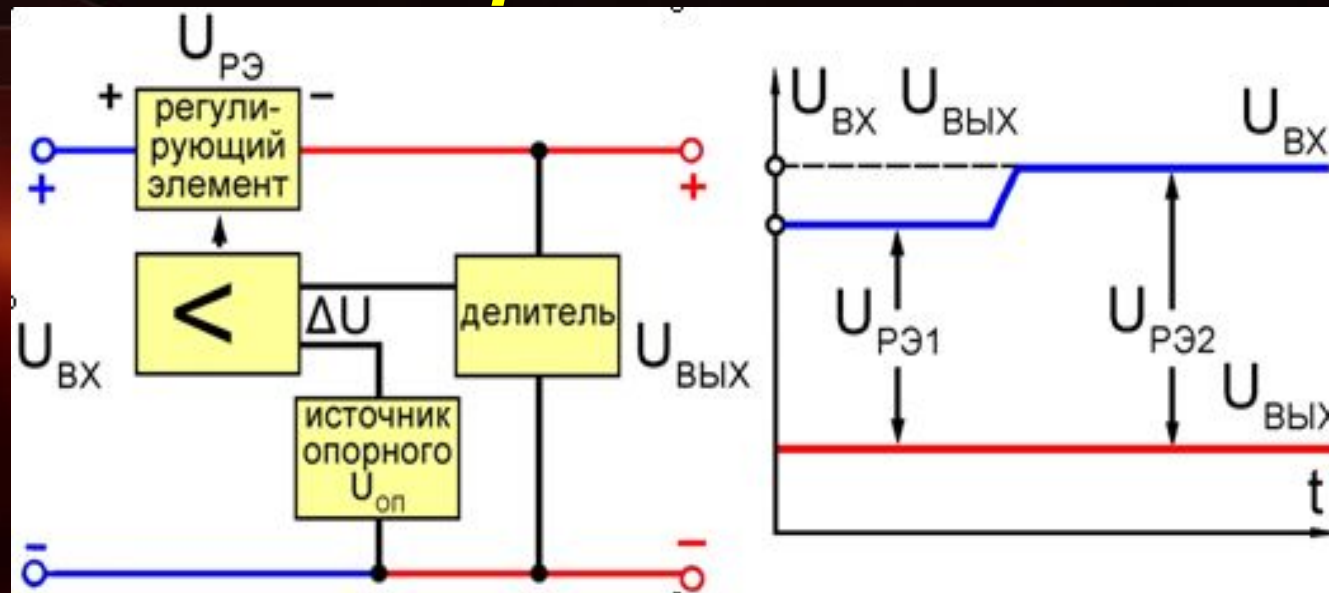 U РЭ
+ −
регули-
рующий
элемент
+ +
<
ΔU
делитель
U ВХ
U ВЫХ
источник
опорного
U оп
− −
U ВХ U ВЫХ
U ВХ
U РЭ1
U РЭ2
U ВЫХ
t